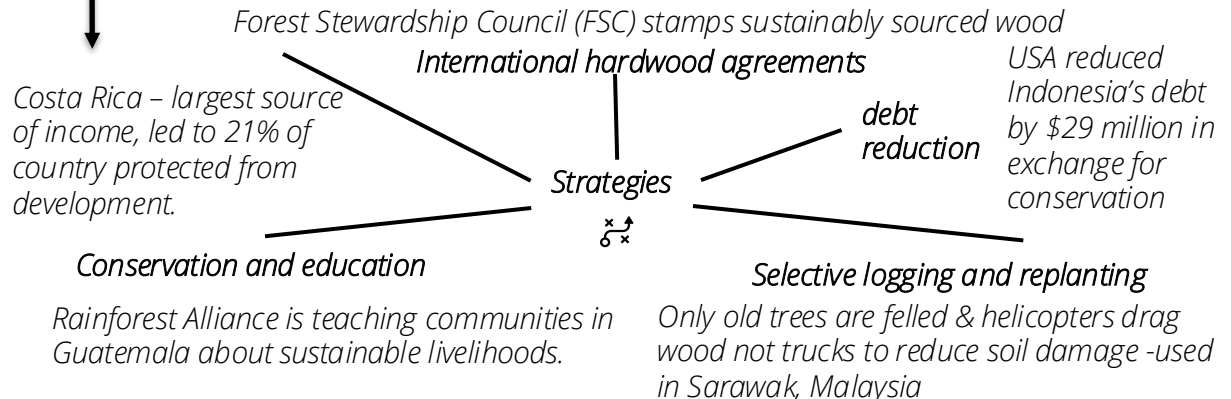 Forest Stewardship Council (FSC) stamps sustainably sourced wood
International hardwood agreements
Costa Rica – largest source
of income, led to 21% of
country protected from
development.
debt
reduction
USA reduced
Indonesia's debt
by $29 million in
exchange for
conservation
Strategies
Conservation and education
Rainforest Alliance is teaching communities in
Guatemala about sustainable livelihoods.
Selective logging and replanting
Only old trees are felled & helicopters drag
wood not trucks to reduce soil damage -used
in Sarawak, Malaysia